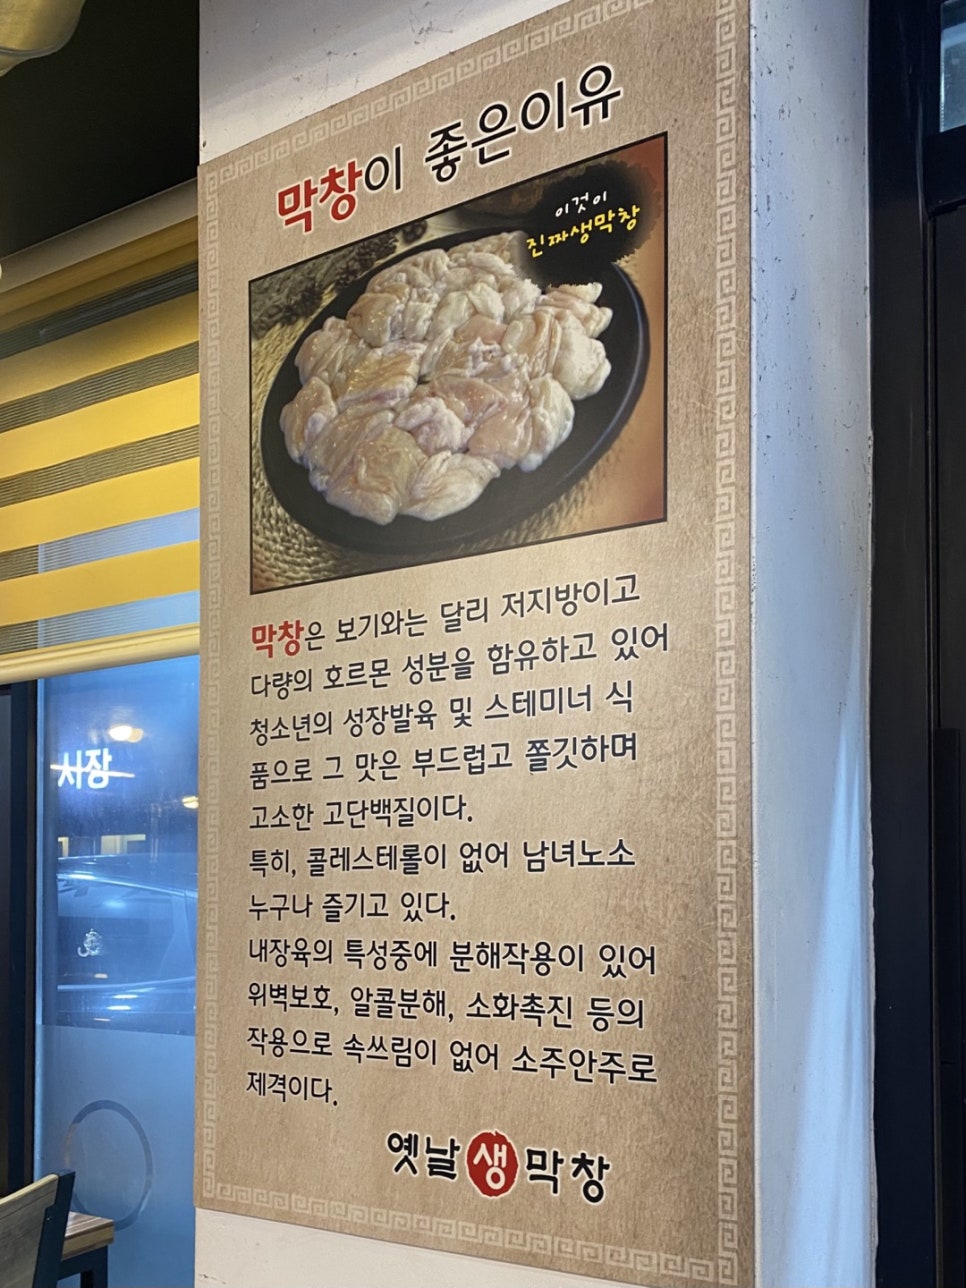 막창이 좋은이유
이것이
진짜생막창
막창은 보기와는 달리 저지방이고
다량의 호르몬 성분을 함유하고 있어
청소년의 성장발육 및 스테미너 식
품으로 그 맛은 부드럽고 쫄깃하며
고소한 고단백질이다.
특히, 콜레스테롤이 없어 남녀노소
누구나 즐기고 있다.
내장육의 특성중에 분해작용이 있어
위벽보호, 알콜분해, 소화촉진 등의
작용으로 속쓰림이 없어 소주안주로
제격이다.
옛날생막창
시장